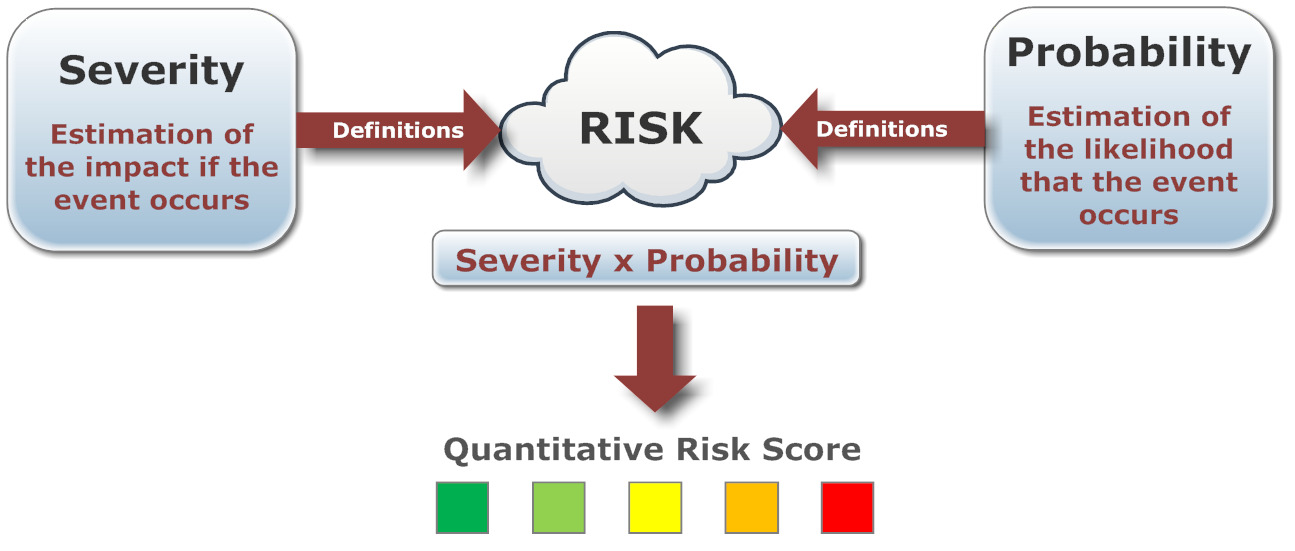 Severity
Estimation of
the impact if the
event occurs
Definitions
RISK
Definitions
Probability
Estimation of
the likelihood
that the event
occurs
Severity x Probability
Quantitative Risk Score